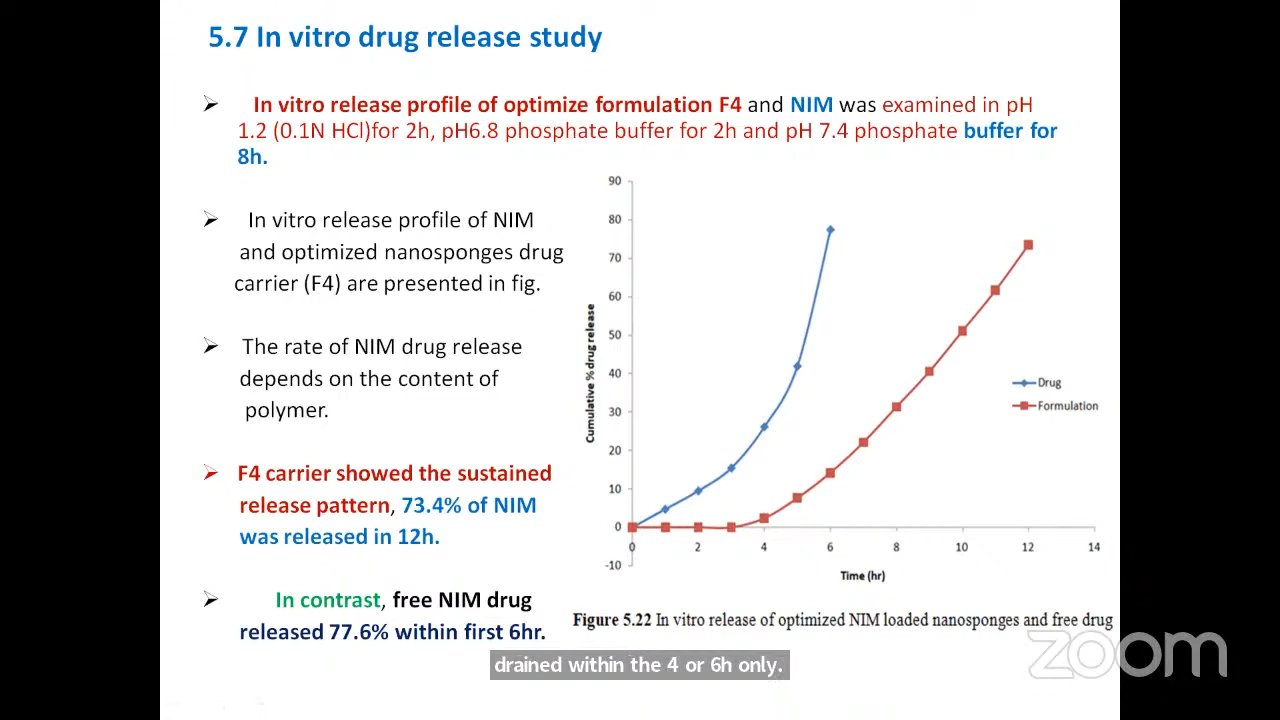 5.7 In vitro drug release study
In vitro release profile of optimize formulation F4 and NIM was examined in pH
1.2 (0.1N HCl)for 2h, pH6.8 phosphate buffer for 2h and pH 7.4 phosphate buffer for
8h.
In vitro release profile of NIM
and optimized nanosponges drug
carrier (F4) are presented in fig.
The rate of NIM drug release
depends on the content of
polymer.
F4 carrier showed the sustained
release pattern, 73.4% of NIM
was released in 12h.
In contrast, free NIM drug
released 77.6% within first 6hr.
90
80
70
60
50
40
30
20
10
0
-10
Cumulative % drug release
0 2 4 6 8 10 12 14
Time (hr)
Drug
Formulation
Figure 5.22 In vitro release of optimized NIM loaded nanosponges and free drug
zoom
drained within the 4 or 6h only.